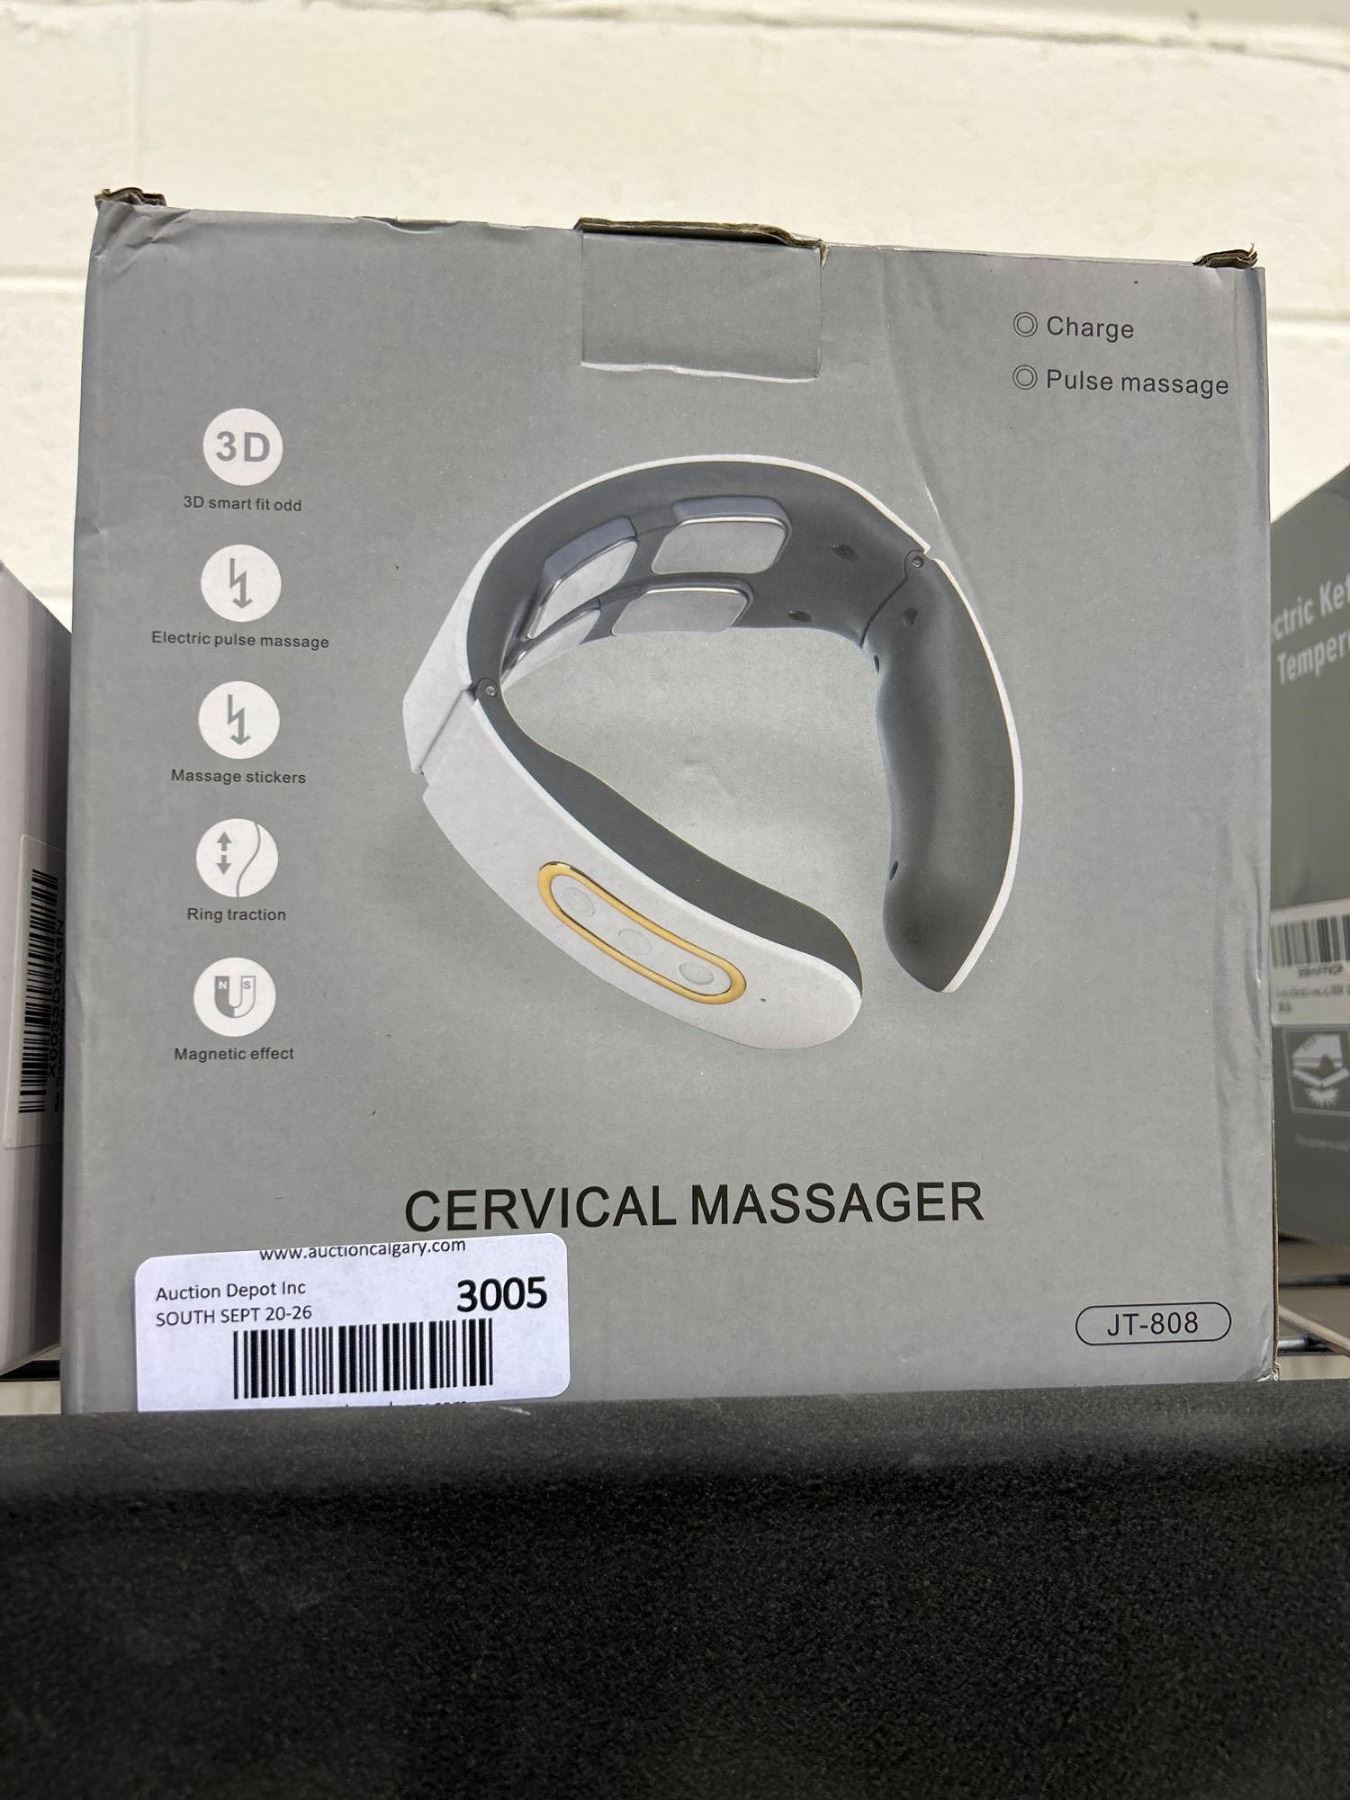 Charge
Pulse massage
3D
3D smart fit odd
Electric pulse massage
Massage stickers
Ring traction
N S
Magnetic effect
CERVICAL MASSAGER
www.auctioncalgary.com
Auction Depot Inc
3005
SOUTH SEPT 20-26
JT-808